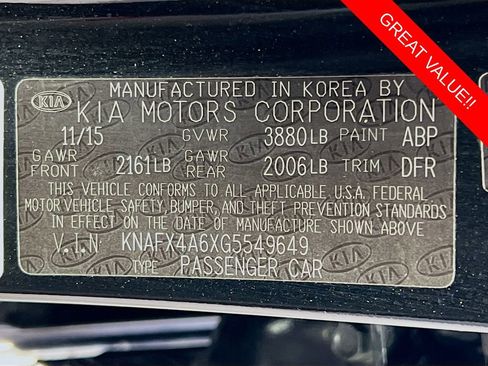 GREAT VALUE!!
MANUFACTURED IN KOREA BY
KIA KIA MOTORS CORPORATION
11/15 GVWR 3880LB PAINT ABP
GAWR FRONT 2161LB GAWR REAR 2006LB TRIM DFR
THIS VEHICLE CONFORMS TO ALL APPLICABLE U.S.A. FEDERAL
MOTOR VEHICLE, SAFETY, BUMPER, AND THEFT PREVENTION STANDARDS
IN EFFECT ON THE DATE OF MANUFACTURE SHOWN ABOVE.
V.I.N KNAFX4A6XG5549649
TYPE PASSENGER CAR